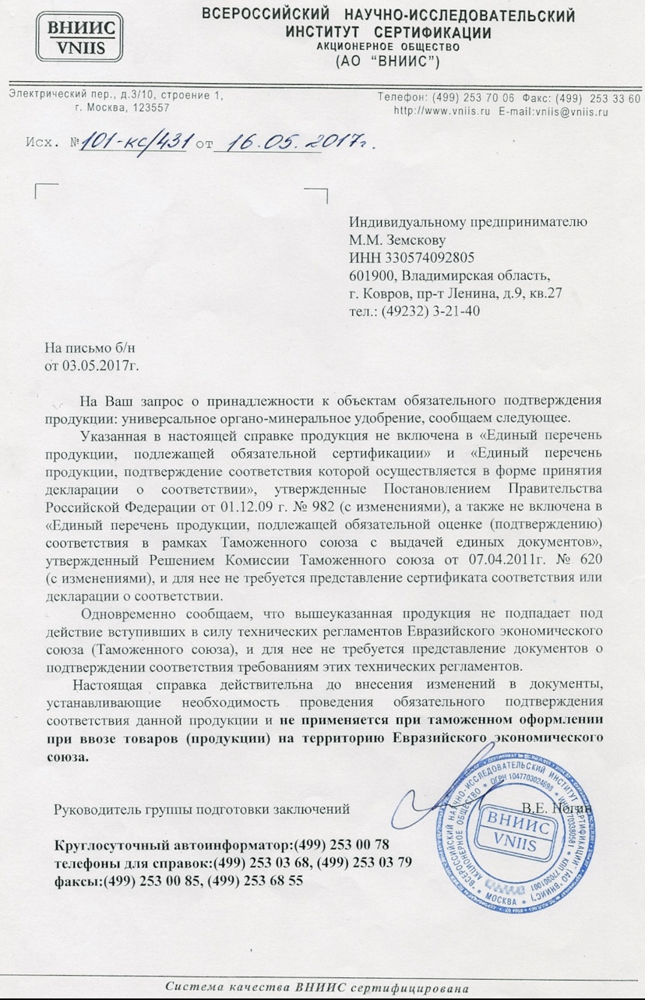 ВНИИС
VNIIS
ВСЕРОССИЙСКИЙ НАУЧНО-ИССЛЕДОВАТЕЛЬСКИЙ
ИНСТИТУТ СЕРТИФИКАЦИИ
АКЦИОНЕРНОЕ ОБЩЕСТВО
(АО "ВНИИС")
Электрический пер., д.3/10, строение 1,
г. Москва, 123557
Телефон: (499) 253 70 06 Факс: (499) 253 33 60
http://www.vniis.ru E-mail:vniis@vniis.ru
Исх. № 101-кс/431 от 16.05.2017г.
Индивидуальному предпринимателю
М.М. Земскову
ИНН 330574092805
601900, Владимирская область,
г. Ковров, пр-т Ленина, д.9, кв.27
тел.: (49232) 3-21-40
На письмо б/н
от 03.05.2017г.
На Ваш запрос о принадлежности к объектам обязательного подтверждения
продукции: универсальное органо-минеральное удобрение, сообщаем следующее.
Указанная в настоящей справке продукция не включена в «Единый перечень
продукции, подлежащей обязательной сертификации» и «Единый перечень
продукции, подтверждение соответствия которой осуществляется в форме принятия
декларации о соответствии», утвержденные Постановлением Правительства
Российской Федерации от 01.12.09 г. № 982 (с изменениями), а также не включена в
«Единый перечень продукции, подлежащей обязательной оценке (подтверждению)
соответствия в рамках Таможенного союза с выдачей единых документов»,
утвержденный Решением Комиссии Таможенного союза от 07.04.2011г. № 620
(с изменениями), и для нее не требуется представление сертификата соответствия или
декларации о соответствии.
Одновременно сообщаем, что вышеуказанная продукция не подпадает под
действие вступивших в силу технических регламентов Евразийского экономического
союза (Таможенного союза), и для нее не требуется представление документов о
подтверждении соответствия требованиям этих технических регламентов.
Настоящая справка действительна до внесения изменений в документы,
устанавливающие необходимость проведения обязательного подтверждения
соответствия данной продукции и не применяется при таможенном оформлении
при ввозе товаров (продукции) на территорию Евразийского экономического
союза.
Руководитель группы подготовки заключений
В.Е. Ногин
Круглосуточный автоинформатор:(499) 253 00 78
телефоны для справок:(499) 253 03 68, (499) 253 03 79
факсы:(499) 253 00 85, (499) 253 68 55
ВСЕРОССИЙСКИЙ НАУЧНО-ИССЛЕДОВАТЕЛЬСКИЙ ИНСТИТУТ СЕРТИФИКАЦИИ (АО "ВНИИС")
АКЦИОНЕРНОЕ ОБЩЕСТВО * ОГРН 1047703024698 * КПП 770301001
* МОСКВА *
ВНИИС
VNIIS
Система качества ВНИИС сертифицирована